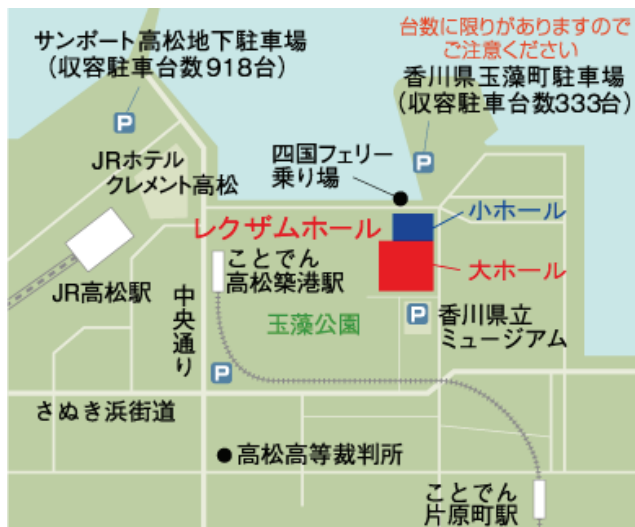 サンポート高松地下駐車場
（収容駐車台数918台）
台数に限りがありますので
ご注意ください
香川県玉藻町駐車場
（収容駐車台数333台）
P
P
JRホテル
クレメント高松
四国フェリー
乗り場
レクザムホール
小ホール
大ホール
ことでん
高松築港駅
JR高松駅
中央通り
玉藻公園
P
香川県立
ミュージアム
P
さぬき浜街道
高松高等裁判所
ことでん
片原町駅